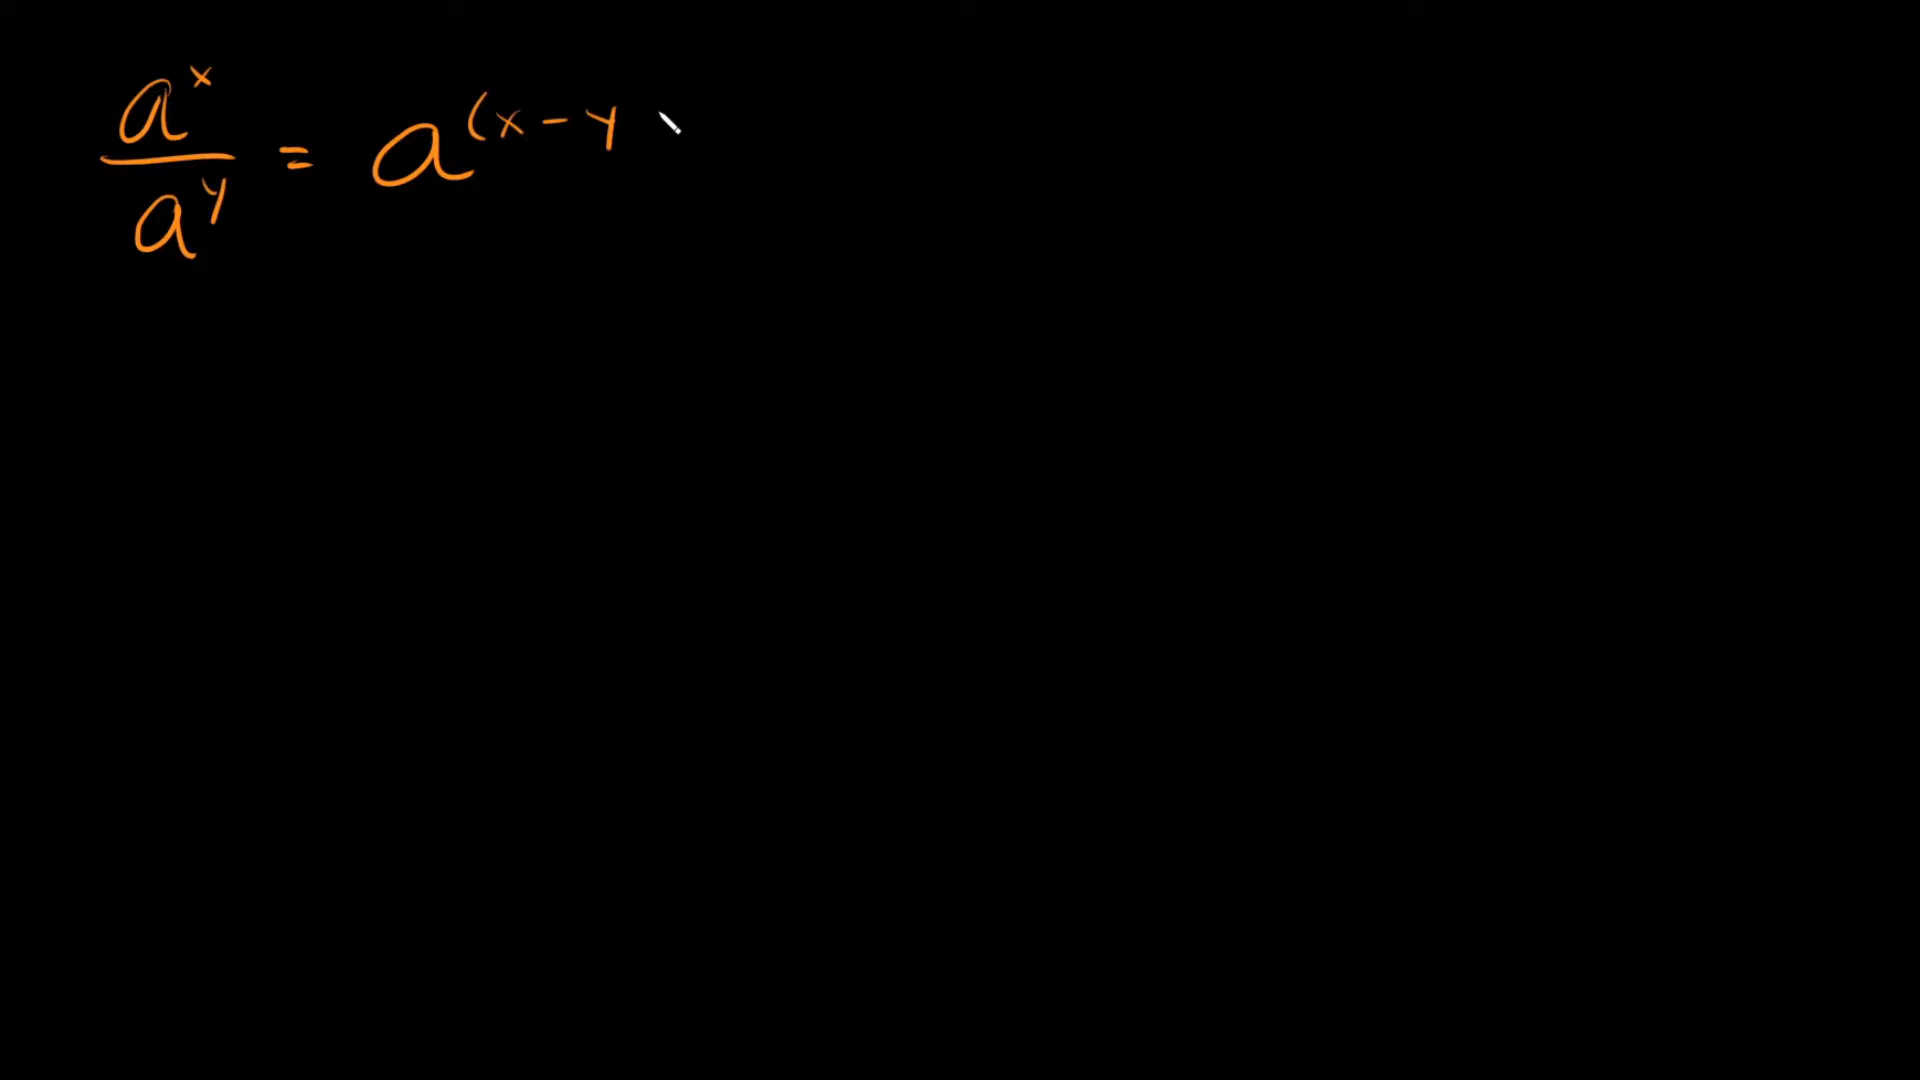 a^x / a^y = a^(x - y